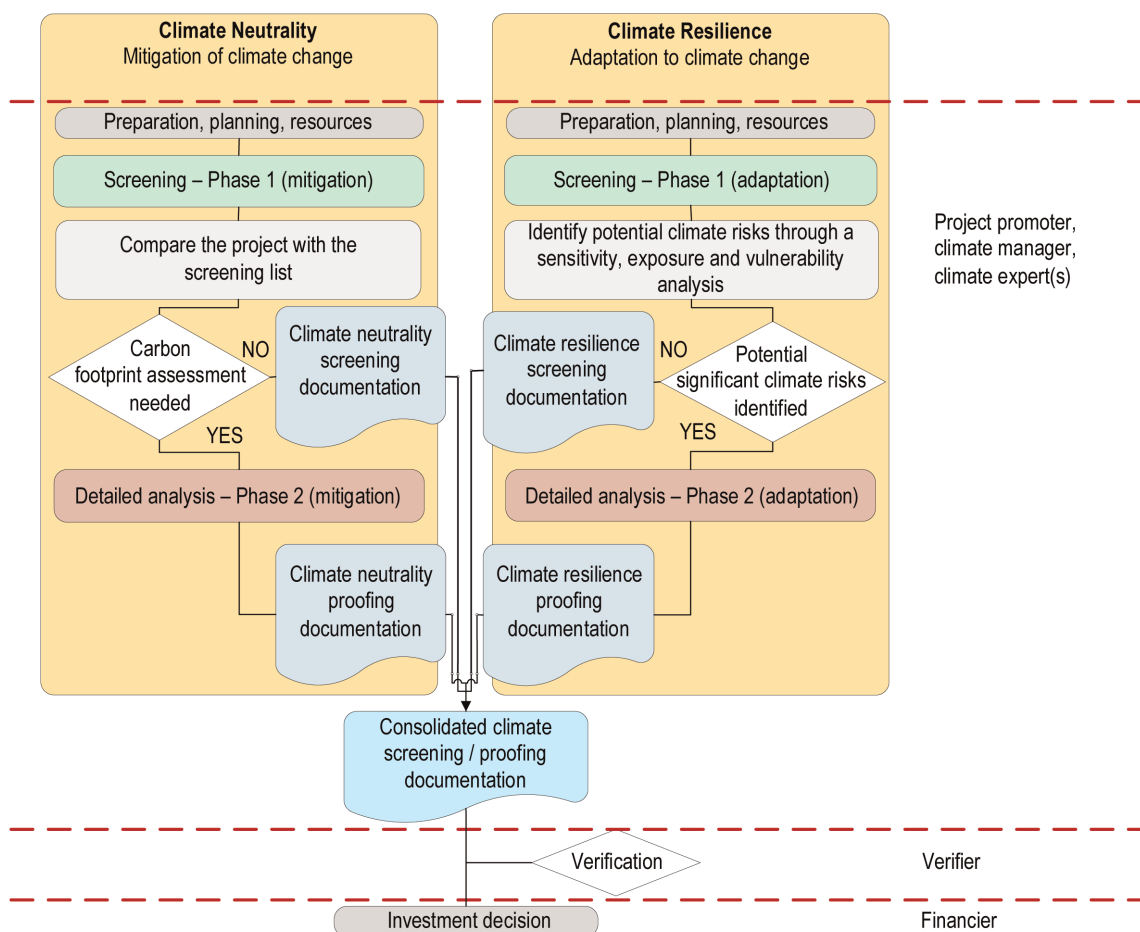 Climate Neutrality
Mitigation of climate change
Preparation, planning, resources
Screening – Phase 1 (mitigation)
Compare the project with the
screening list
Carbon
footprint assessment
needed
NO
YES
Climate neutrality
screening
documentation
Detailed analysis – Phase 2 (mitigation)
Climate neutrality
proofing
documentation
Climate Resilience
Adaptation to climate change
Preparation, planning, resources
Screening – Phase 1 (adaptation)
Identify potential climate risks through a
sensitivity, exposure and vulnerability
analysis
Potential
significant climate risks
identified
NO
YES
Climate resilience
screening
documentation
Detailed analysis – Phase 2 (adaptation)
Climate resilience
proofing
documentation
Project promoter,
climate manager,
climate expert(s)
Consolidated climate
screening / proofing
documentation
Verification
Verifier
Investment decision
Financier